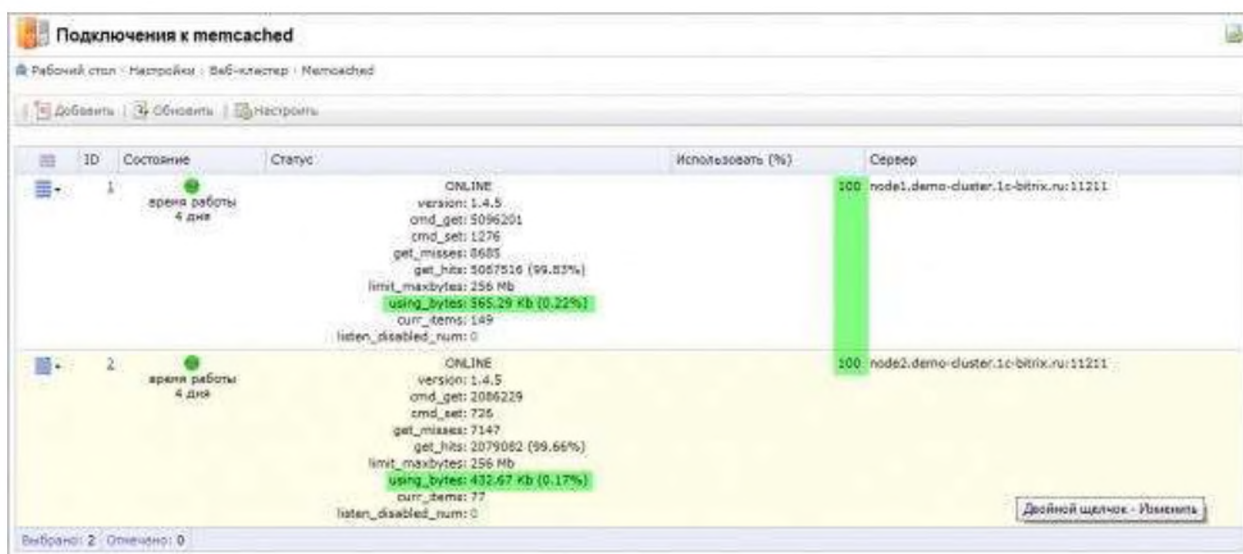 Подключения к memcached
Рабочий стол Настройки Веб-кластер Memcached
Добавить | Обновить | Настроить
ID Состояние Статус Использовать (%) Сервер
1 время работы 4 дня
ONLINE
version: 1.4.5
cmd_get: 5096201
cmd_set: 1276
get_misses: 8685
get_hits: 5087516 (99.83%)
limit_maxbytes: 256 Mb
using_bytes: 565.29 Kb (0.22%)
curr_items: 149
listen_disabled_num: 0
100 node1.demo-cluster.1c-bitrix.ru:11211
2 время работы 4 дня
ONLINE
version: 1.4.5
cmd_get: 2086229
cmd_set: 726
get_misses: 7147
get_hits: 2079082 (99.66%)
limit_maxbytes: 256 Mb
using_bytes: 432.67 Kb (0.17%)
curr_items: 77
listen_disabled_num: 0
100 node2.demo-cluster.1c-bitrix.ru:11211
Двойной щелчок - Изменить
Выбрано: 2 Отмечено: 0